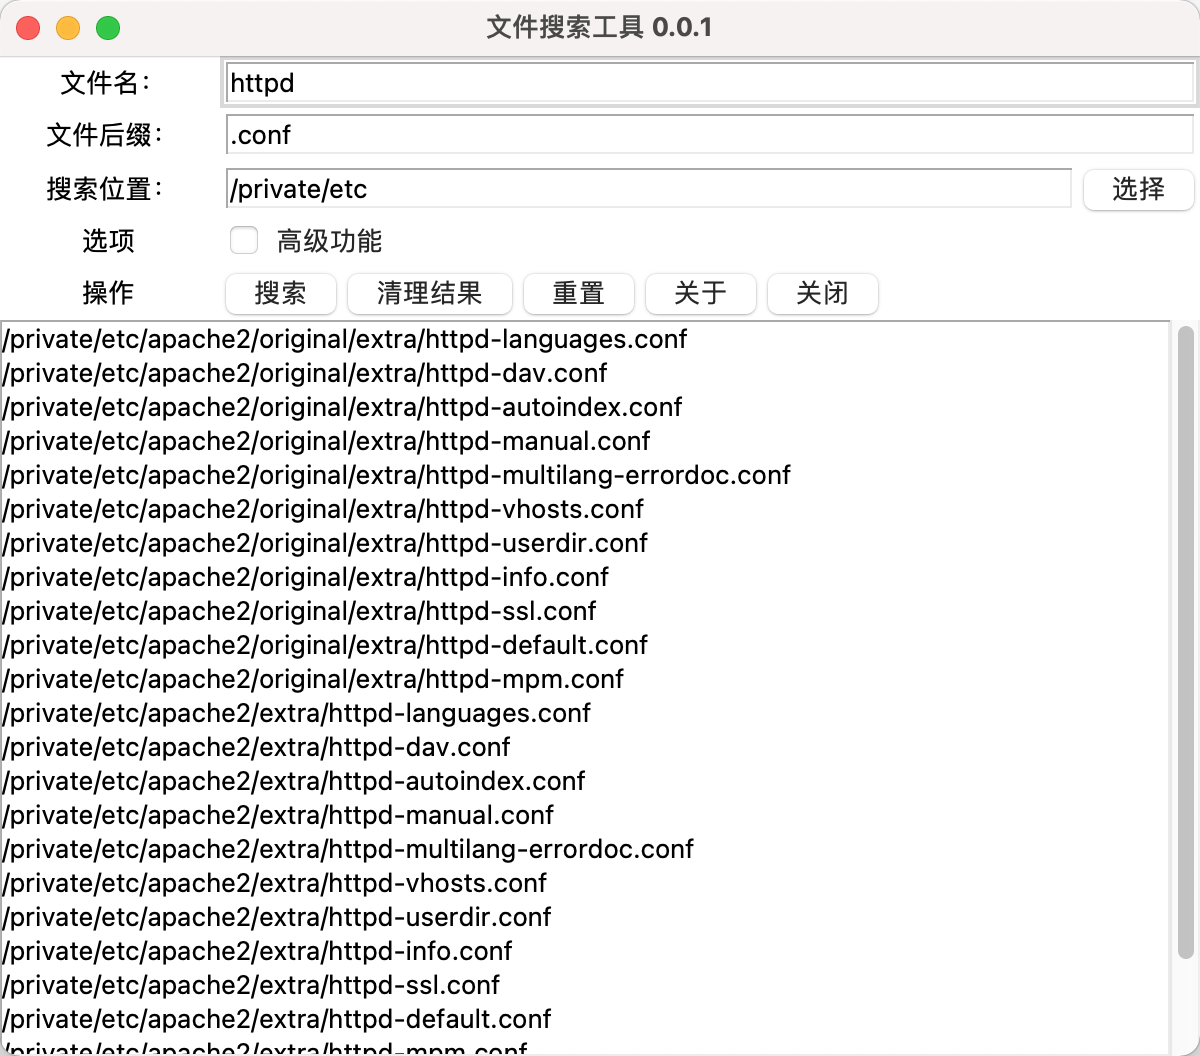 文件搜索工具 0.0.1
文件名： httpd
文件后缀： .conf
搜索位置： /private/etc 选择
选项 高级功能
操作 搜索 清理结果 重置 关于 关闭
/private/etc/apache2/original/extra/httpd-languages.conf
/private/etc/apache2/original/extra/httpd-dav.conf
/private/etc/apache2/original/extra/httpd-autoindex.conf
/private/etc/apache2/original/extra/httpd-manual.conf
/private/etc/apache2/original/extra/httpd-multilang-errordoc.conf
/private/etc/apache2/original/extra/httpd-vhosts.conf
/private/etc/apache2/original/extra/httpd-userdir.conf
/private/etc/apache2/original/extra/httpd-info.conf
/private/etc/apache2/original/extra/httpd-ssl.conf
/private/etc/apache2/original/extra/httpd-default.conf
/private/etc/apache2/original/extra/httpd-mpm.conf
/private/etc/apache2/extra/httpd-languages.conf
/private/etc/apache2/extra/httpd-dav.conf
/private/etc/apache2/extra/httpd-autoindex.conf
/private/etc/apache2/extra/httpd-manual.conf
/private/etc/apache2/extra/httpd-multilang-errordoc.conf
/private/etc/apache2/extra/httpd-vhosts.conf
/private/etc/apache2/extra/httpd-userdir.conf
/private/etc/apache2/extra/httpd-info.conf
/private/etc/apache2/extra/httpd-ssl.conf
/private/etc/apache2/extra/httpd-default.conf
/private/etc/apache2/extra/httpd-mpm.conf